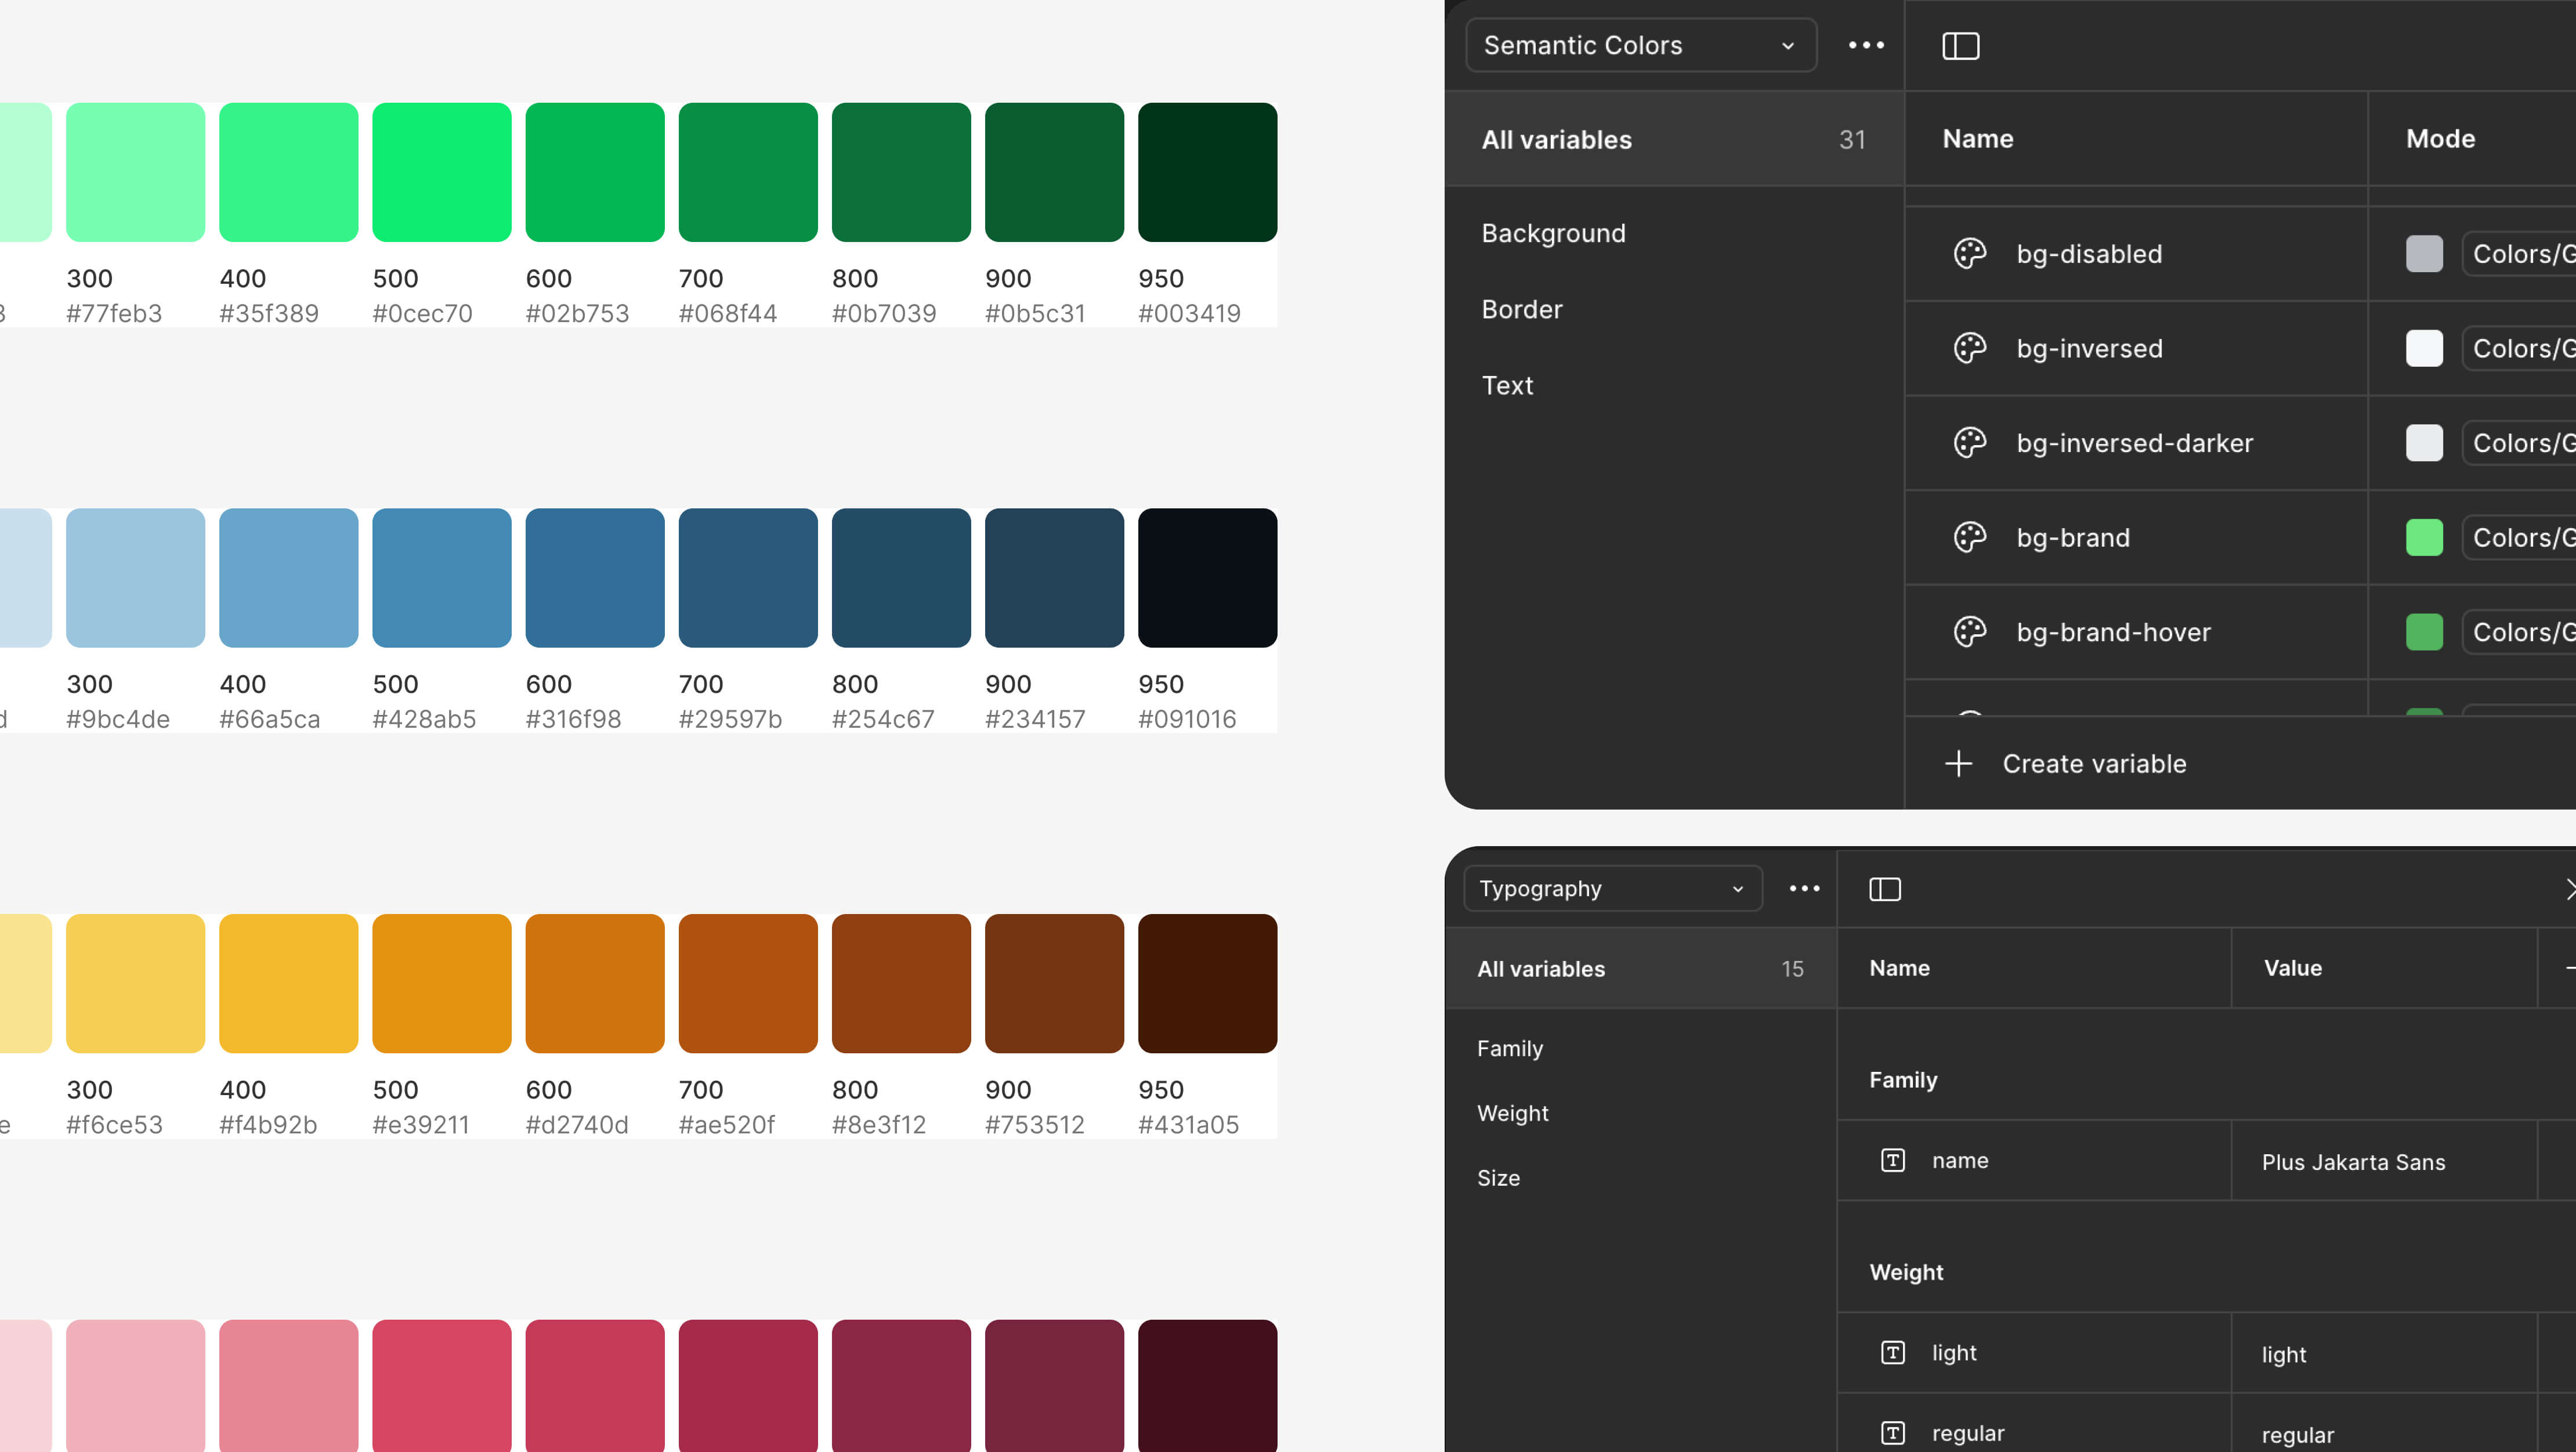 300 400 500 600 700 800 900 950
#77feb3 #35f389 #0cec70 #02b753 #068f44 #0b7039 #0b5c31 #003419
300 400 500 600 700 800 900 950
#9bc4de #66a5ca #428ab5 #316f98 #29597b #254c67 #234157 #091016
300 400 500 600 700 800 900 950
#f6ce53 #f4b92b #e39211 #d2740d #ae520f #8e3f12 #753512 #431a05
Semantic Colors
All variables 31
Background
Border
Text
Name Mode
bg-disabled Colors/G
bg-inversed Colors/G
bg-inversed-darker Colors/G
bg-brand Colors/G
bg-brand-hover Colors/G
Create variable
Typography
All variables 15
Family
Weight
Size
Name Value
Family
name Plus Jakarta Sans
Weight
light light
regular regular